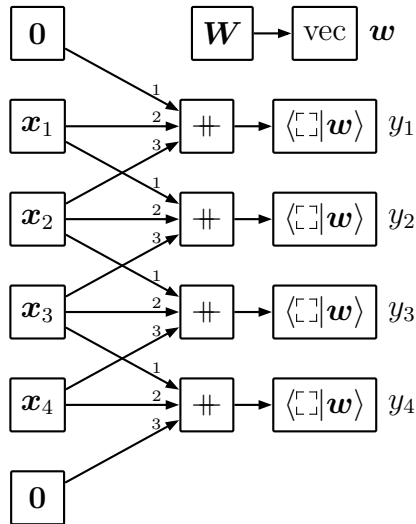 0 W vec w
1
x₁ 2 ⧺ ⟨[]|w⟩ y₁
3
1
x₂ 2 ⧺ ⟨[]|w⟩ y₂
3
1
x₃ 2 ⧺ ⟨[]|w⟩ y₃
3
1
x₄ 2 ⧺ ⟨[]|w⟩ y₄
3
0